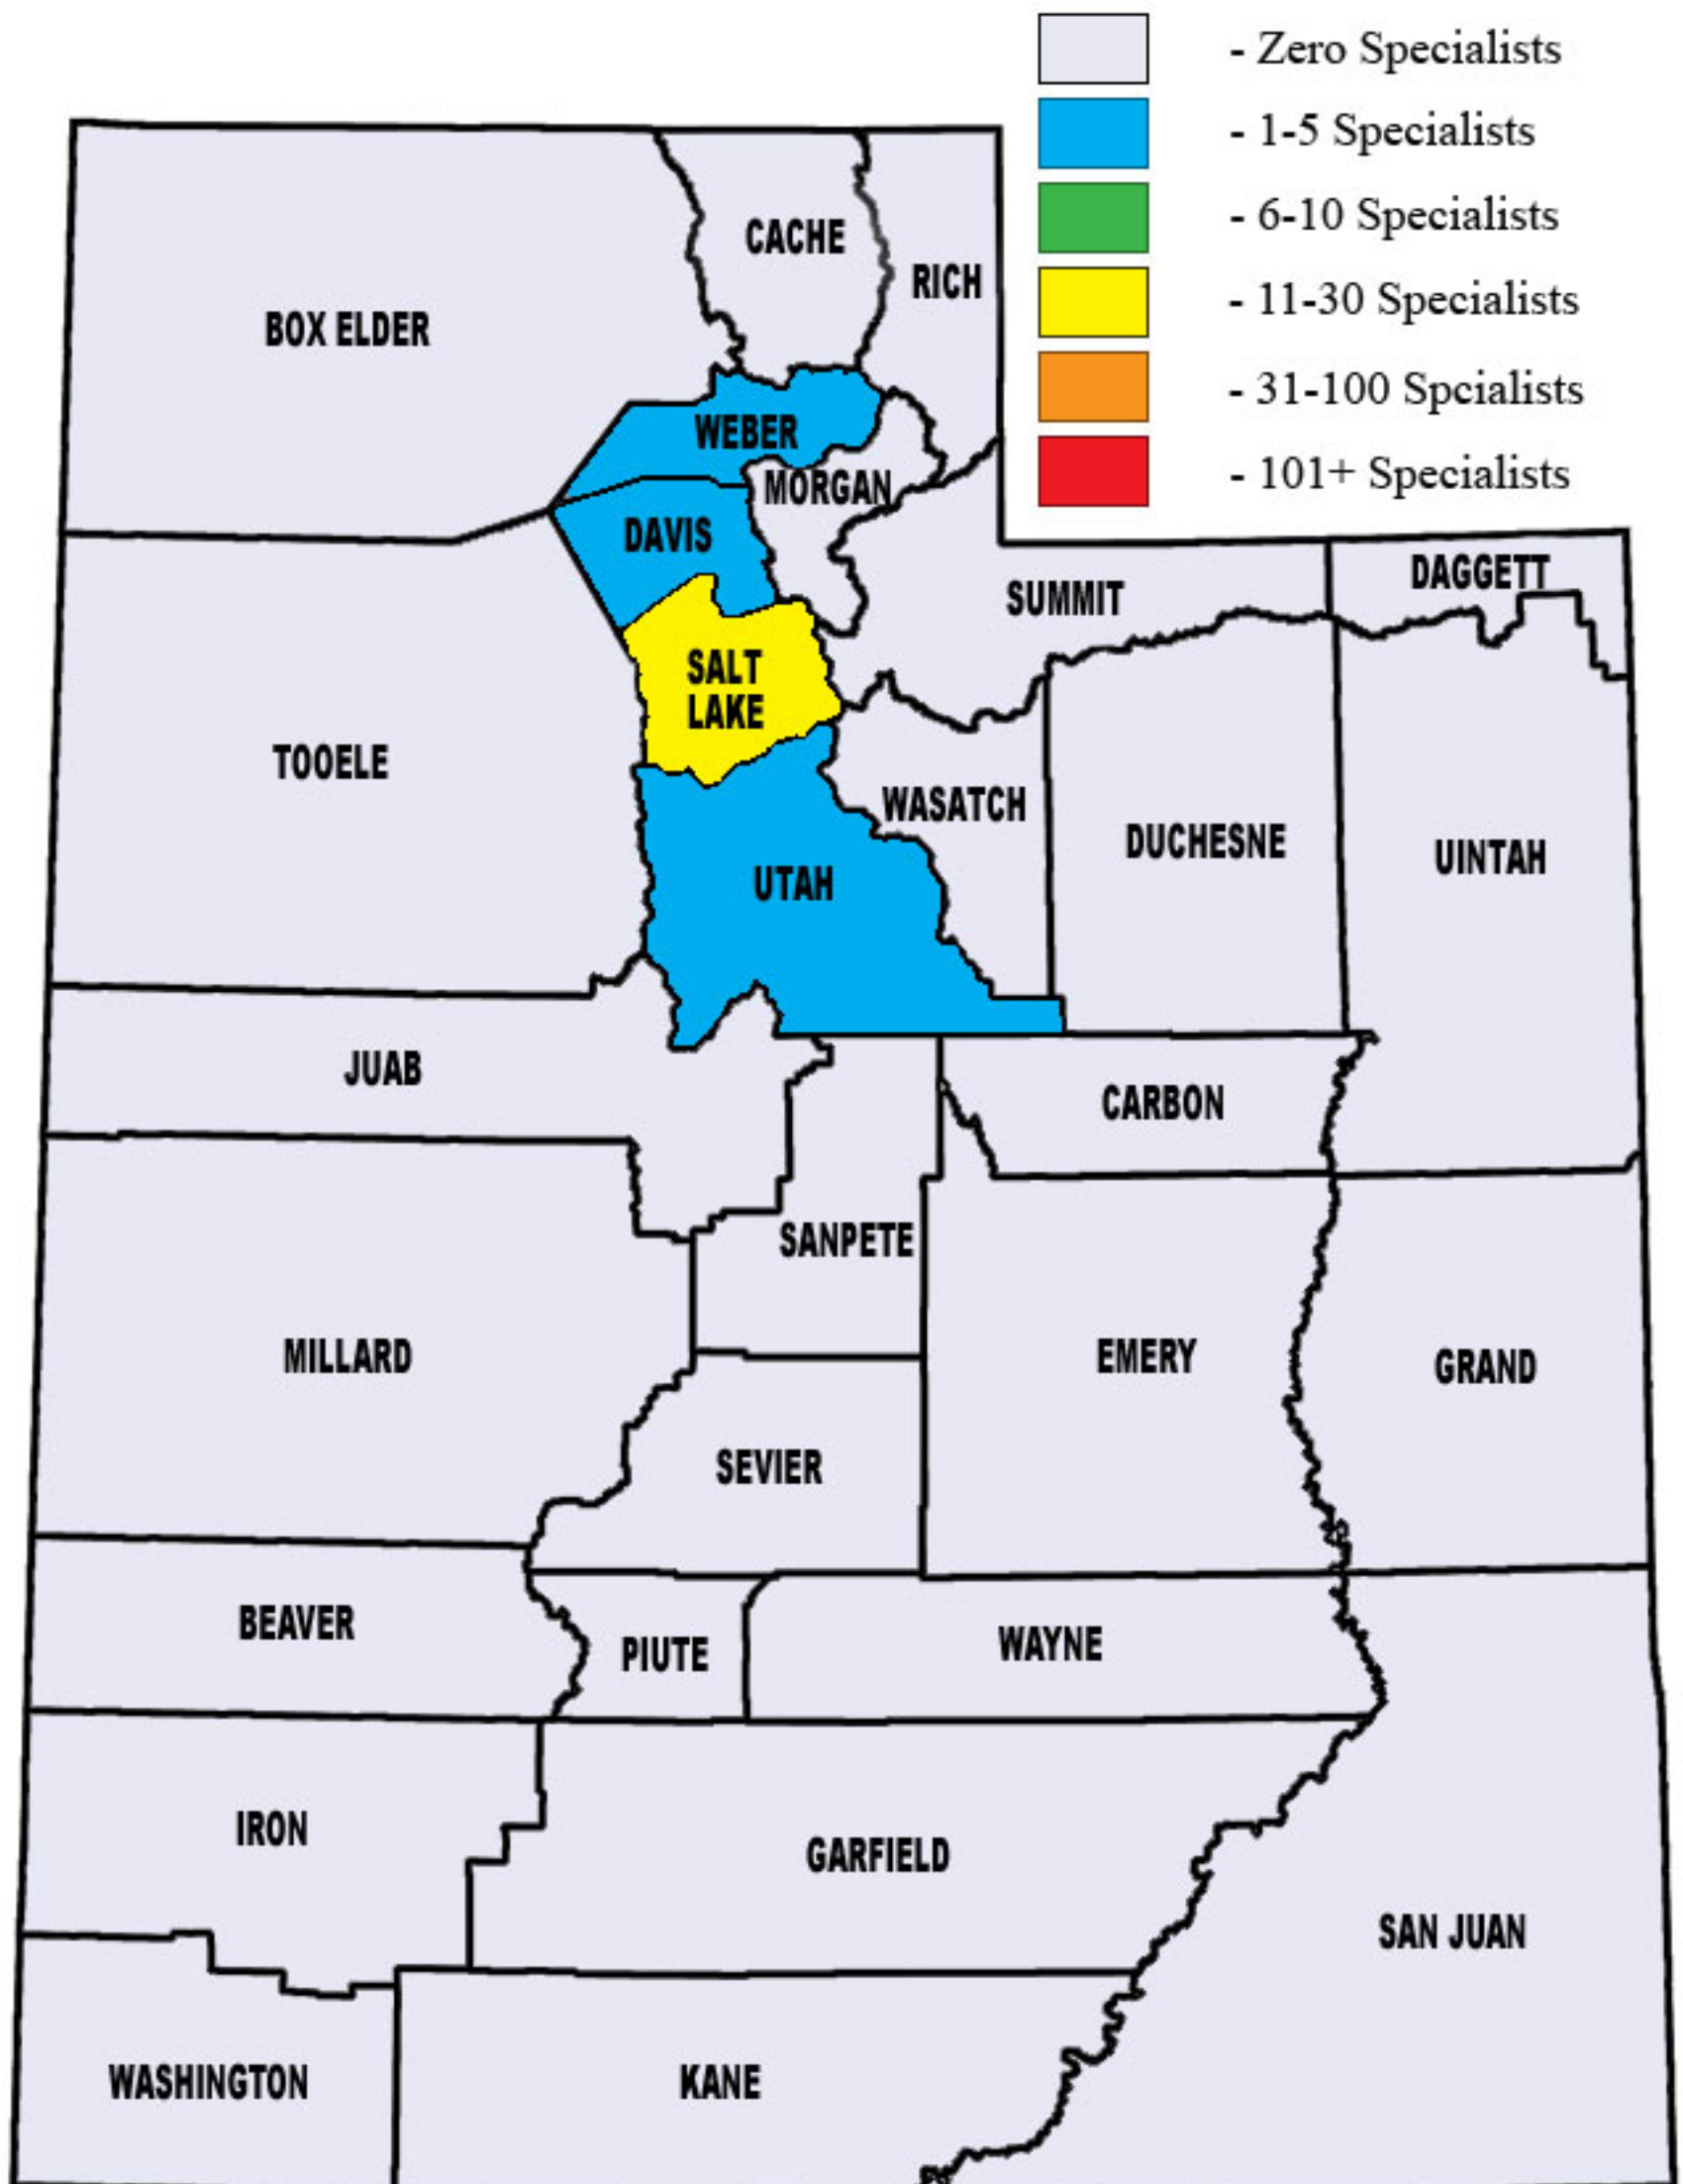 - Zero Specialists
- 1-5 Specialists
- 6-10 Specialists
- 11-30 Specialists
- 31-100 Spcialists
- 101+ Specialists
CACHE
RICH
BOX ELDER
WEBER
MORGAN
DAVIS
DAGGETT
SUMMIT
SALT
LAKE
TOOELE
WASATCH
DUCHESNE
UINTAH
UTAH
JUAB
CARBON
SANPETE
MILLARD
EMERY
GRAND
SEVIER
BEAVER
PIUTE
WAYNE
IRON
GARFIELD
SAN JUAN
WASHINGTON
KANE